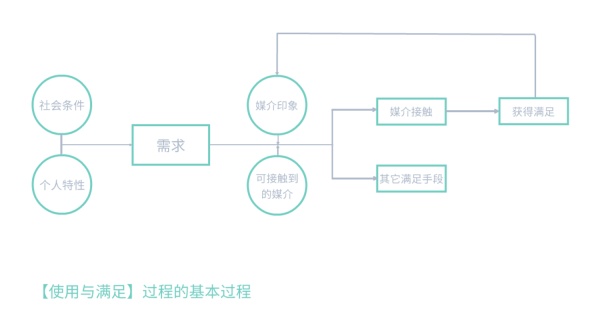 社会条件
个人特性
需求
媒介印象
可接触到
的媒介
媒介接触
其它满足手段
获得满足
【使用与满足】过程的基本过程